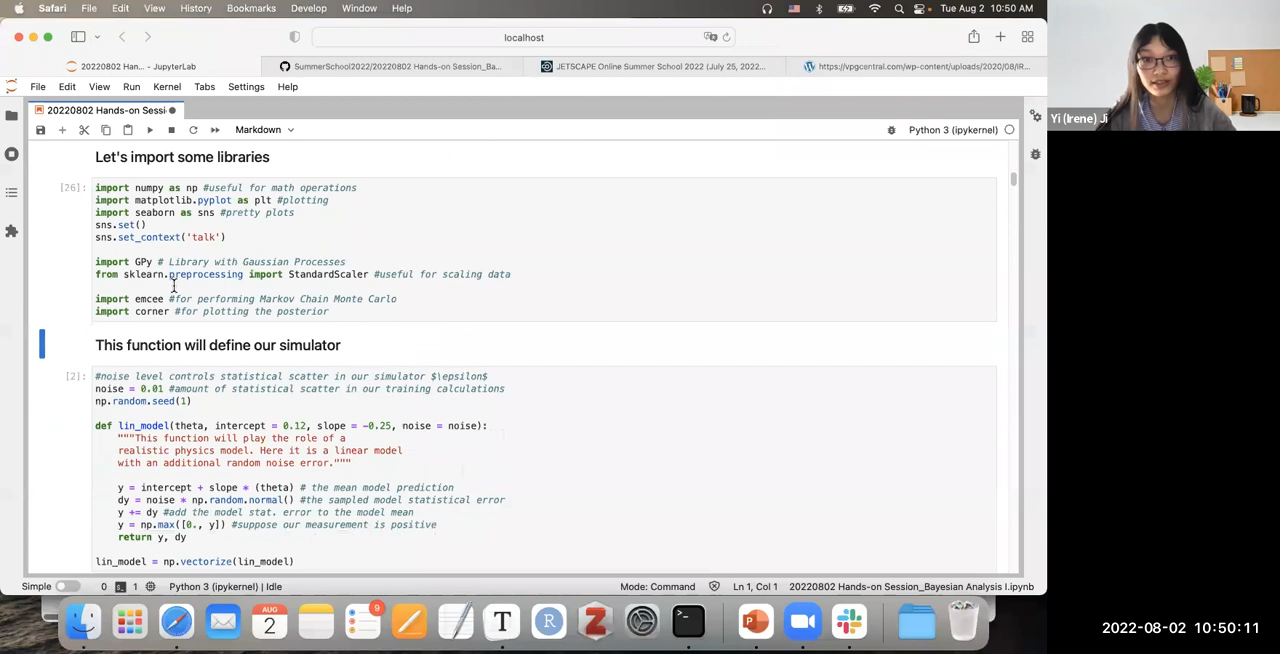 Safari File Edit View History Bookmarks Develop Window Help Tue Aug 2 10:50 AM
localhost
20220802 Han... - JupyterLab
SummerSchool2022/20220802 Hands-on Session_Ba...
JETSCAPE Online Summer School 2022 (July 25, 2022...
https://vpgcentral.com/wp-content/uploads/2020/08/IR...
File Edit View Run Kernel Tabs Settings Help
20220802 Hands-on Sessi
Markdown
Python 3 (ipykernel)
Let's import some libraries
[26]:
import numpy as np #useful for math operations
import matplotlib.pyplot as plt #plotting
import seaborn as sns #pretty plots
sns.set()
sns.set_context('talk')
import GPy # Library with Gaussian Processes
from sklearn.preprocessing import StandardScaler #useful for scaling data
import emcee #for performing Markov Chain Monte Carlo
import corner #for plotting the posterior
This function will define our simulator
[2]:
#noise level controls statistical scatter in our simulator $\epsilon$
noise = 0.01 #amount of statistical scatter in our training calculations
np.random.seed(1)
def lin_model(theta, intercept = 0.12, slope = -0.25, noise = noise):
"""This function will play the role of a
realistic physics model. Here it is a linear model
with an additional random noise error."""
y = intercept + slope * (theta) # the mean model prediction
dy = noise * np.random.normal() #the sampled model statistical error
y += dy #add the model stat. error to the model mean
y = np.max([0., y]) #suppose our measurement is positive
return y, dy
lin_model = np.vectorize(lin_model)
Simple 0 1 Python 3 (ipykernel) | Idle Mode: Command Ln 1, Col 1 20220802 Hands-on Session_Bayesian Analysis I.ipynb
AUG
2
9
T
R
Z
P
Yi (Irene) Ji
2022-08-02 10:50:11